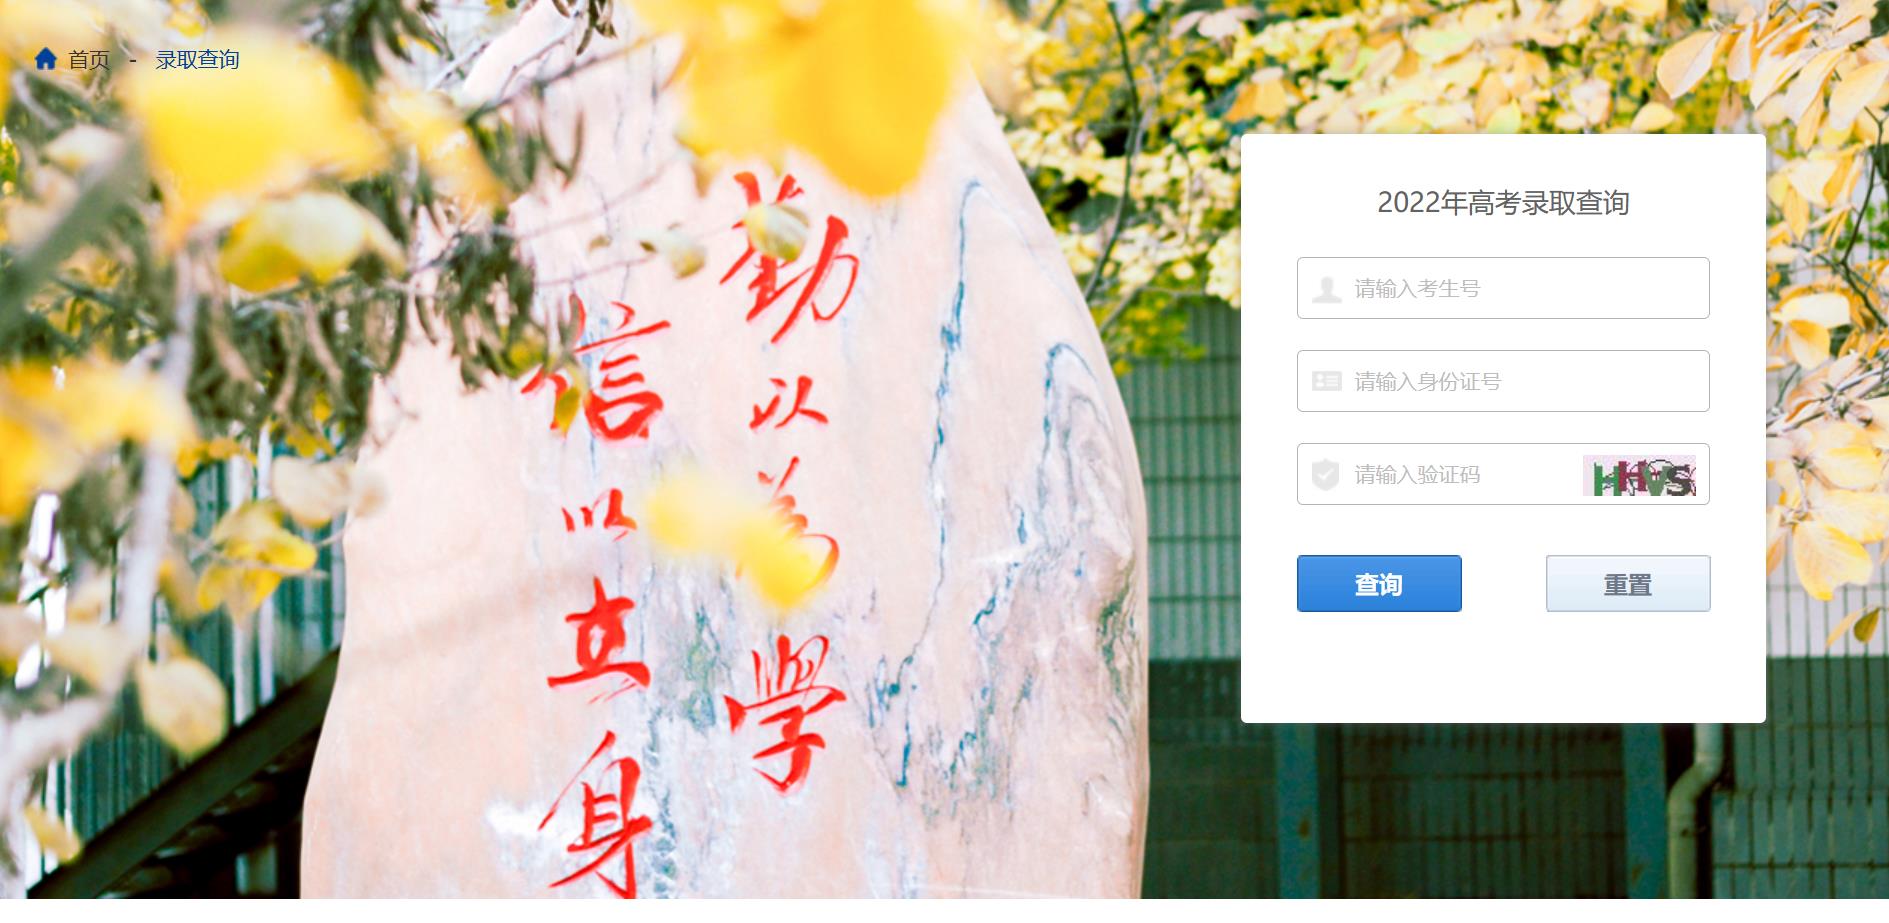 首页 - 录取查询
勤以为学
信以立身
2022年高考录取查询
请输入考生号
请输入身份证号
请输入验证码
HHVS
查询
重置